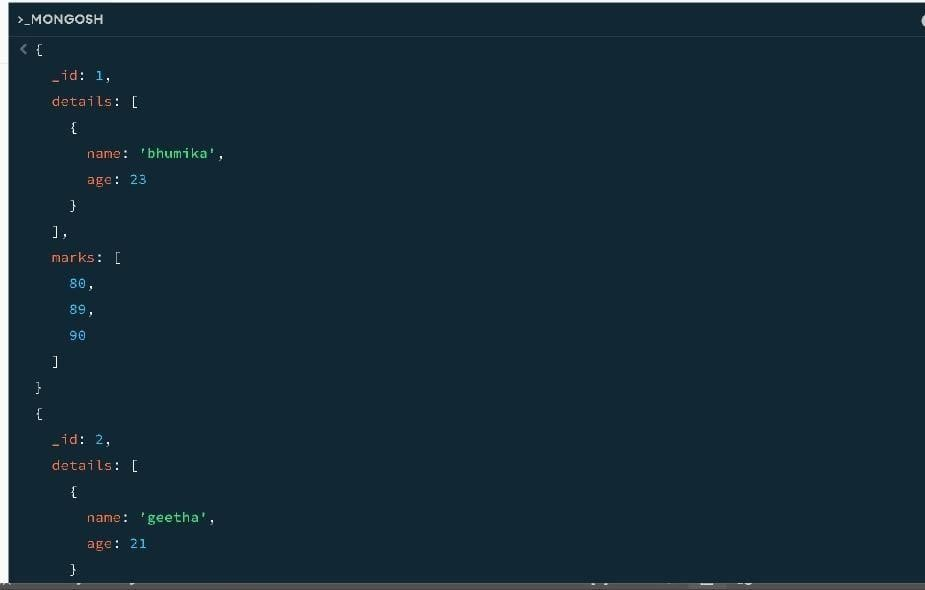 >_MONGOSH
< {
_id: 1,
details: [
{
name: 'bhumika',
age: 23
}
],
marks: [
80,
89,
90
]
}
{
_id: 2,
details: [
{
name: 'geetha',
age: 21
}